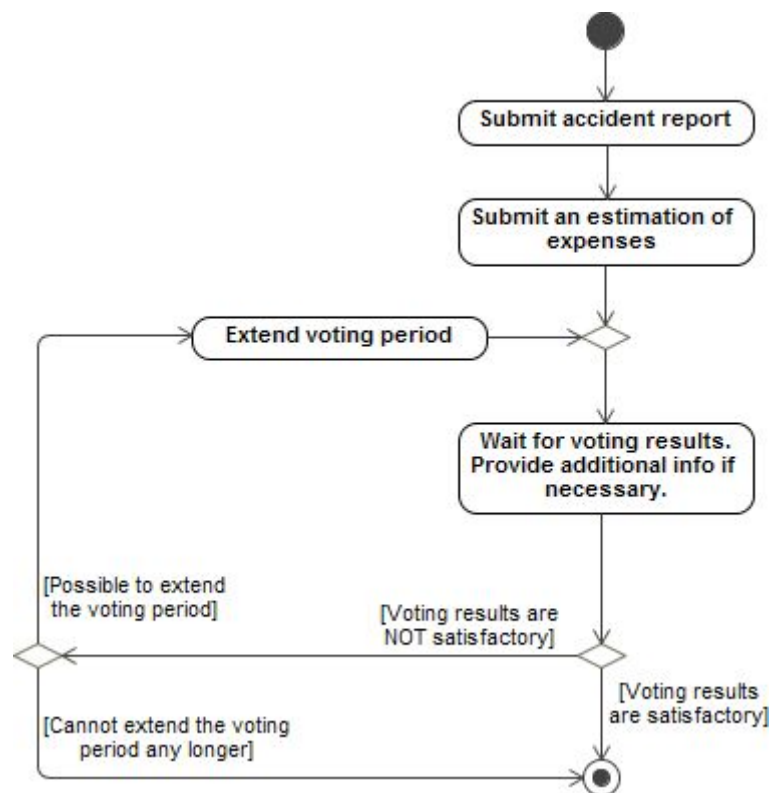 Submit accident report
Submit an estimation of
expenses
Extend voting period
Wait for voting results.
Provide additional info if
necessary.
[Possible to extend
the voting period]
[Voting results are
NOT satisfactory]
[Voting results
are satisfactory]
[Cannot extend the voting
period any longer]